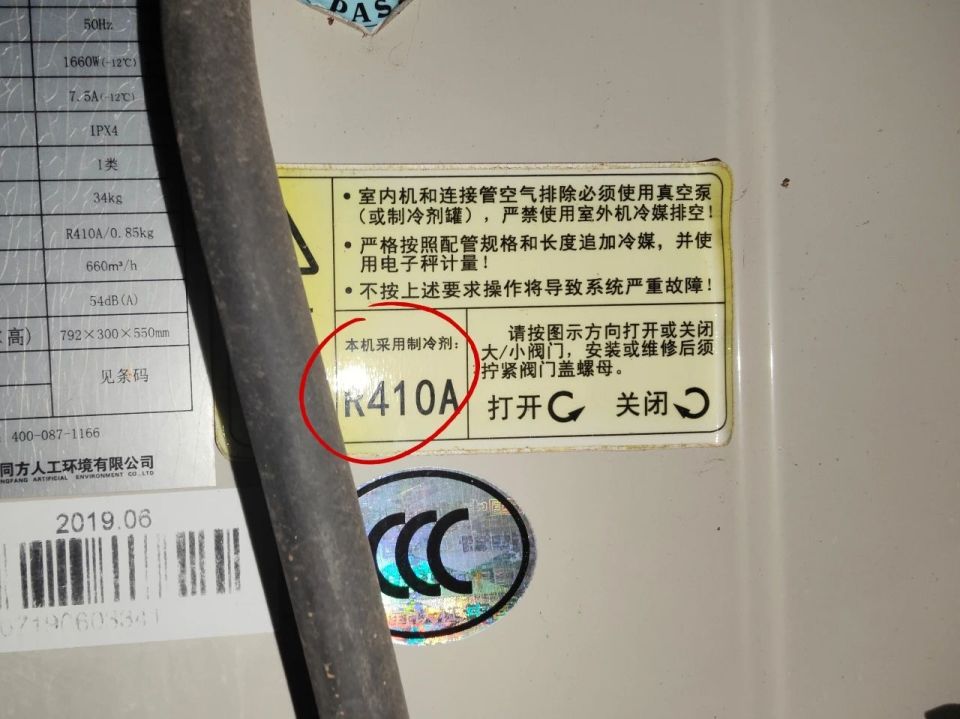 PAS
50Hz
1660W(-12℃)
7.5A(-12℃)
IPX4
1类
34kg
R410A/0.85kg
660m³/h
54dB(A)
高)
792×300×550mm
见条码
400-087-1166
同方人工环境有限公司
NGFANG ARTIFICIAL ENVIRONMENT CO.,LTD
2019.06
• 室内机和连接管空气排除必须使用真空泵
(或制冷剂罐),严禁使用室外机冷媒排空!
• 严格按照配管规格和长度追加冷媒,并使
用电子秤计量!
• 不按上述要求操作将导致系统严重故障!
本机采用制冷剂:
R410A
请按图示方向打开或关闭
大/小阀门,安装或维修后须
拧紧阀门盖螺母。
打开
关闭
CCC